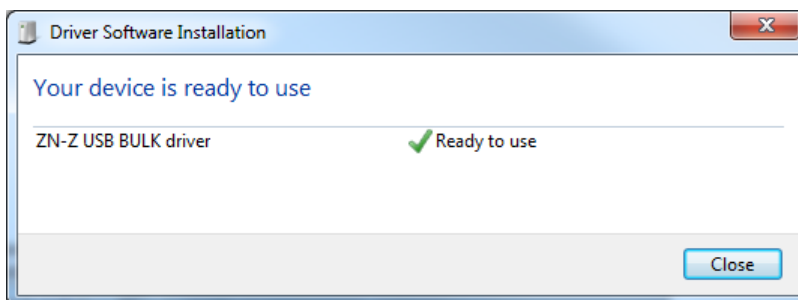 Driver Software Installation
Your device is ready to use
ZN-Z USB BULK driver Ready to use
Close